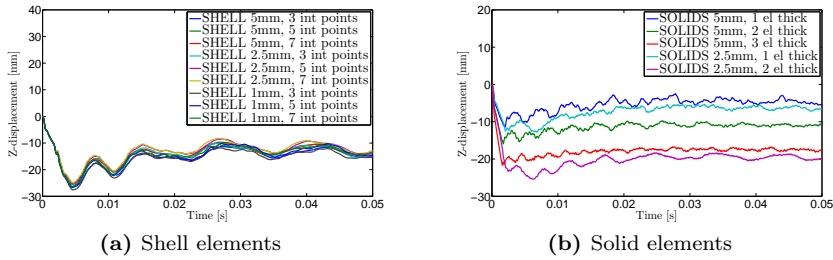 40
SHELL 5mm, 3 int points
SHELL 5mm, 5 int points
SHELL 5mm, 7 int points
SHELL 2.5mm, 3 int points
SHELL 2.5mm, 5 int points
SHELL 2.5mm, 7 int points
SHELL 1mm, 3 int points
SHELL 1mm, 5 int points
SHELL 1mm, 7 int points
30
20
10
0
−10
−20
−30
Z-displacement [mm]
0
0.01
0.02
0.03
0.04
0.05
Time [s]
(a) Shell elements
20
SOLIDS 5mm, 1 el thick
SOLIDS 5mm, 2 el thick
SOLIDS 5mm, 3 el thick
SOLIDS 2.5mm, 1 el thick
SOLIDS 2.5mm, 2 el thick
10
0
−10
−20
−30
Z-displacement [mm]
0
0.01
0.02
0.03
0.04
0.05
Time [s]
(b) Solid elements